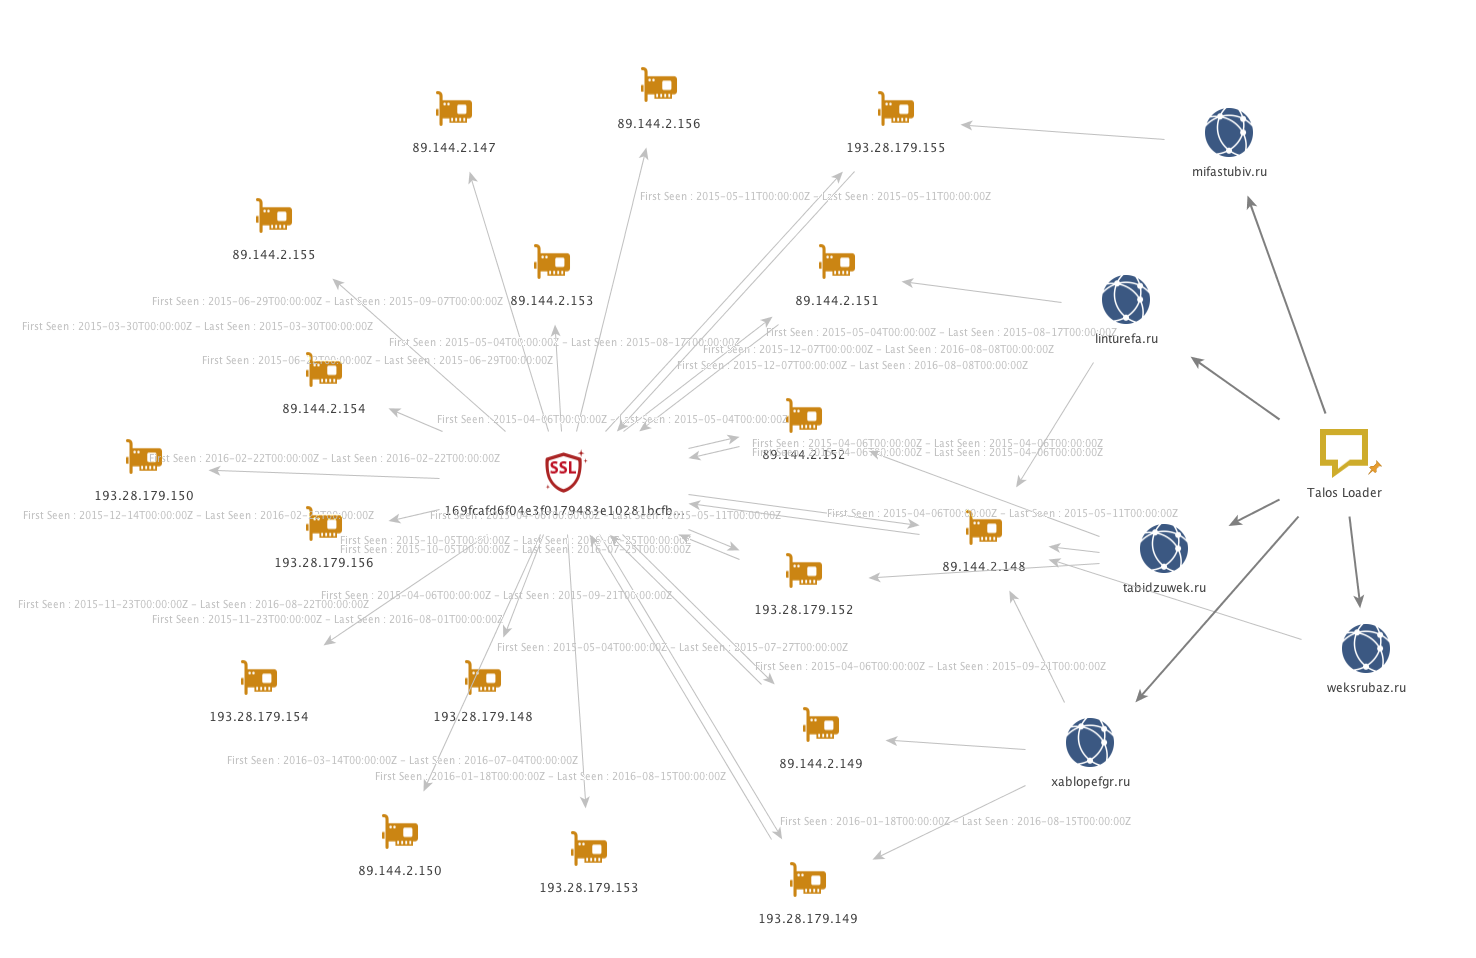 89.144.2.156
89.144.2.147
193.28.179.155
mifastubiv.ru
First Seen : 2015-05-11T00:00:00Z - Last Seen : 2015-05-11T00:00:00Z
89.144.2.155
89.144.2.153
89.144.2.151
First Seen : 2015-06-29T00:00:00Z - Last Seen : 2015-09-07T00:00:00Z
First Seen : 2015-03-30T00:00:00Z - Last Seen : 2015-03-30T00:00:00Z
First Seen : 2015-05-04T00:00:00Z - Last Seen : 2015-08-17T00:00:00Z
linturefa.ru
First Seen : 2015-05-04T00:00:00Z - Last Seen : 2015-08-17T00:00:00Z
First Seen : 2015-12-07T00:00:00Z - Last Seen : 2016-08-08T00:00:00Z
First Seen : 2015-06- T00:00:00Z - Last Seen : 2015-06-29T00:00:00Z
First Seen : 2015-12-07T00:00:00Z - Last Seen : 2016-08-08T00:00:00Z
89.144.2.154
First Seen : 2015-04-06T00:00:00Z - Last Seen : 2015-05-04T00:00:00Z
First Seen : 2015-04-06T00:00:00Z - Last Seen : 2015-04-06T00:00:00Z
89.144.2.152
First Seen : 2015-04-06T00:00:00Z - Last Seen : 2015-04-06T00:00:00Z
First Seen : 2016-02-22T00:00:00Z - Last Seen : 2016-02-22T00:00:00Z
SSL
Talos Loader
193.28.179.150
169fcafd6f04e3f0179483e10281bcfb...
First Seen : 2015-12-14T00:00:00Z - Last Seen : 2016-02-
First Seen : 2015-04-06T00:00:00Z - Last Seen : 2015-05-11T00:00:00Z
First Seen : 2015-04-06T00:00:00Z - Last Seen : 2015-05-11T00:00:00Z
First Seen : 2015-10-05T00:00:00Z - Last Seen :
First Seen : 2015-10-05T00:00:00Z - Last Seen : 2016-07-25T00:00:00Z
193.28.179.156
89.144.2.148
tabidzuwek.ru
First Seen : 2015-04-06T00:00:00Z - Last Seen : 2015-09-21T00:00:00Z
First Seen : 2015-11-23T00:00:00Z - Last Seen : 2016-08-22T00:00:00Z
193.28.179.152
First Seen : 2015-11-23T00:00:00Z - Last Seen : 2016-08-01T00:00:00Z
First Seen : 2015-05-04T00:00:00Z - Last Seen : 2015-07-27T00:00:00Z
First Seen : 2015-04-06T00:00:00Z - Last Seen : 2015-09-21T00:00:00Z
weksrubaz.ru
193.28.179.154
193.28.179.148
First Seen : 2016-03-14T00:00:00Z - Last Seen : 2016-07-04T00:00:00Z
89.144.2.149
First Seen : 2016-01-18T00:00:00Z - Last Seen : 2016-08-15T00:00:00Z
xablopefgr.ru
First Seen : 2016-01-18T00:00:00Z - Last Seen : 2016-08-15T00:00:00Z
89.144.2.150
193.28.179.153
193.28.179.149